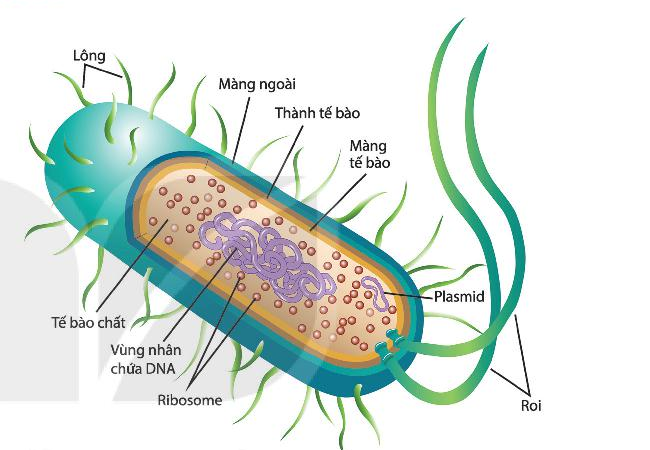 Lông
Màng ngoài
Thành tế bào
Màng
tế bào
Plasmid
Tế bào chất
Vùng nhân
chứa DNA
Ribosome
Roi